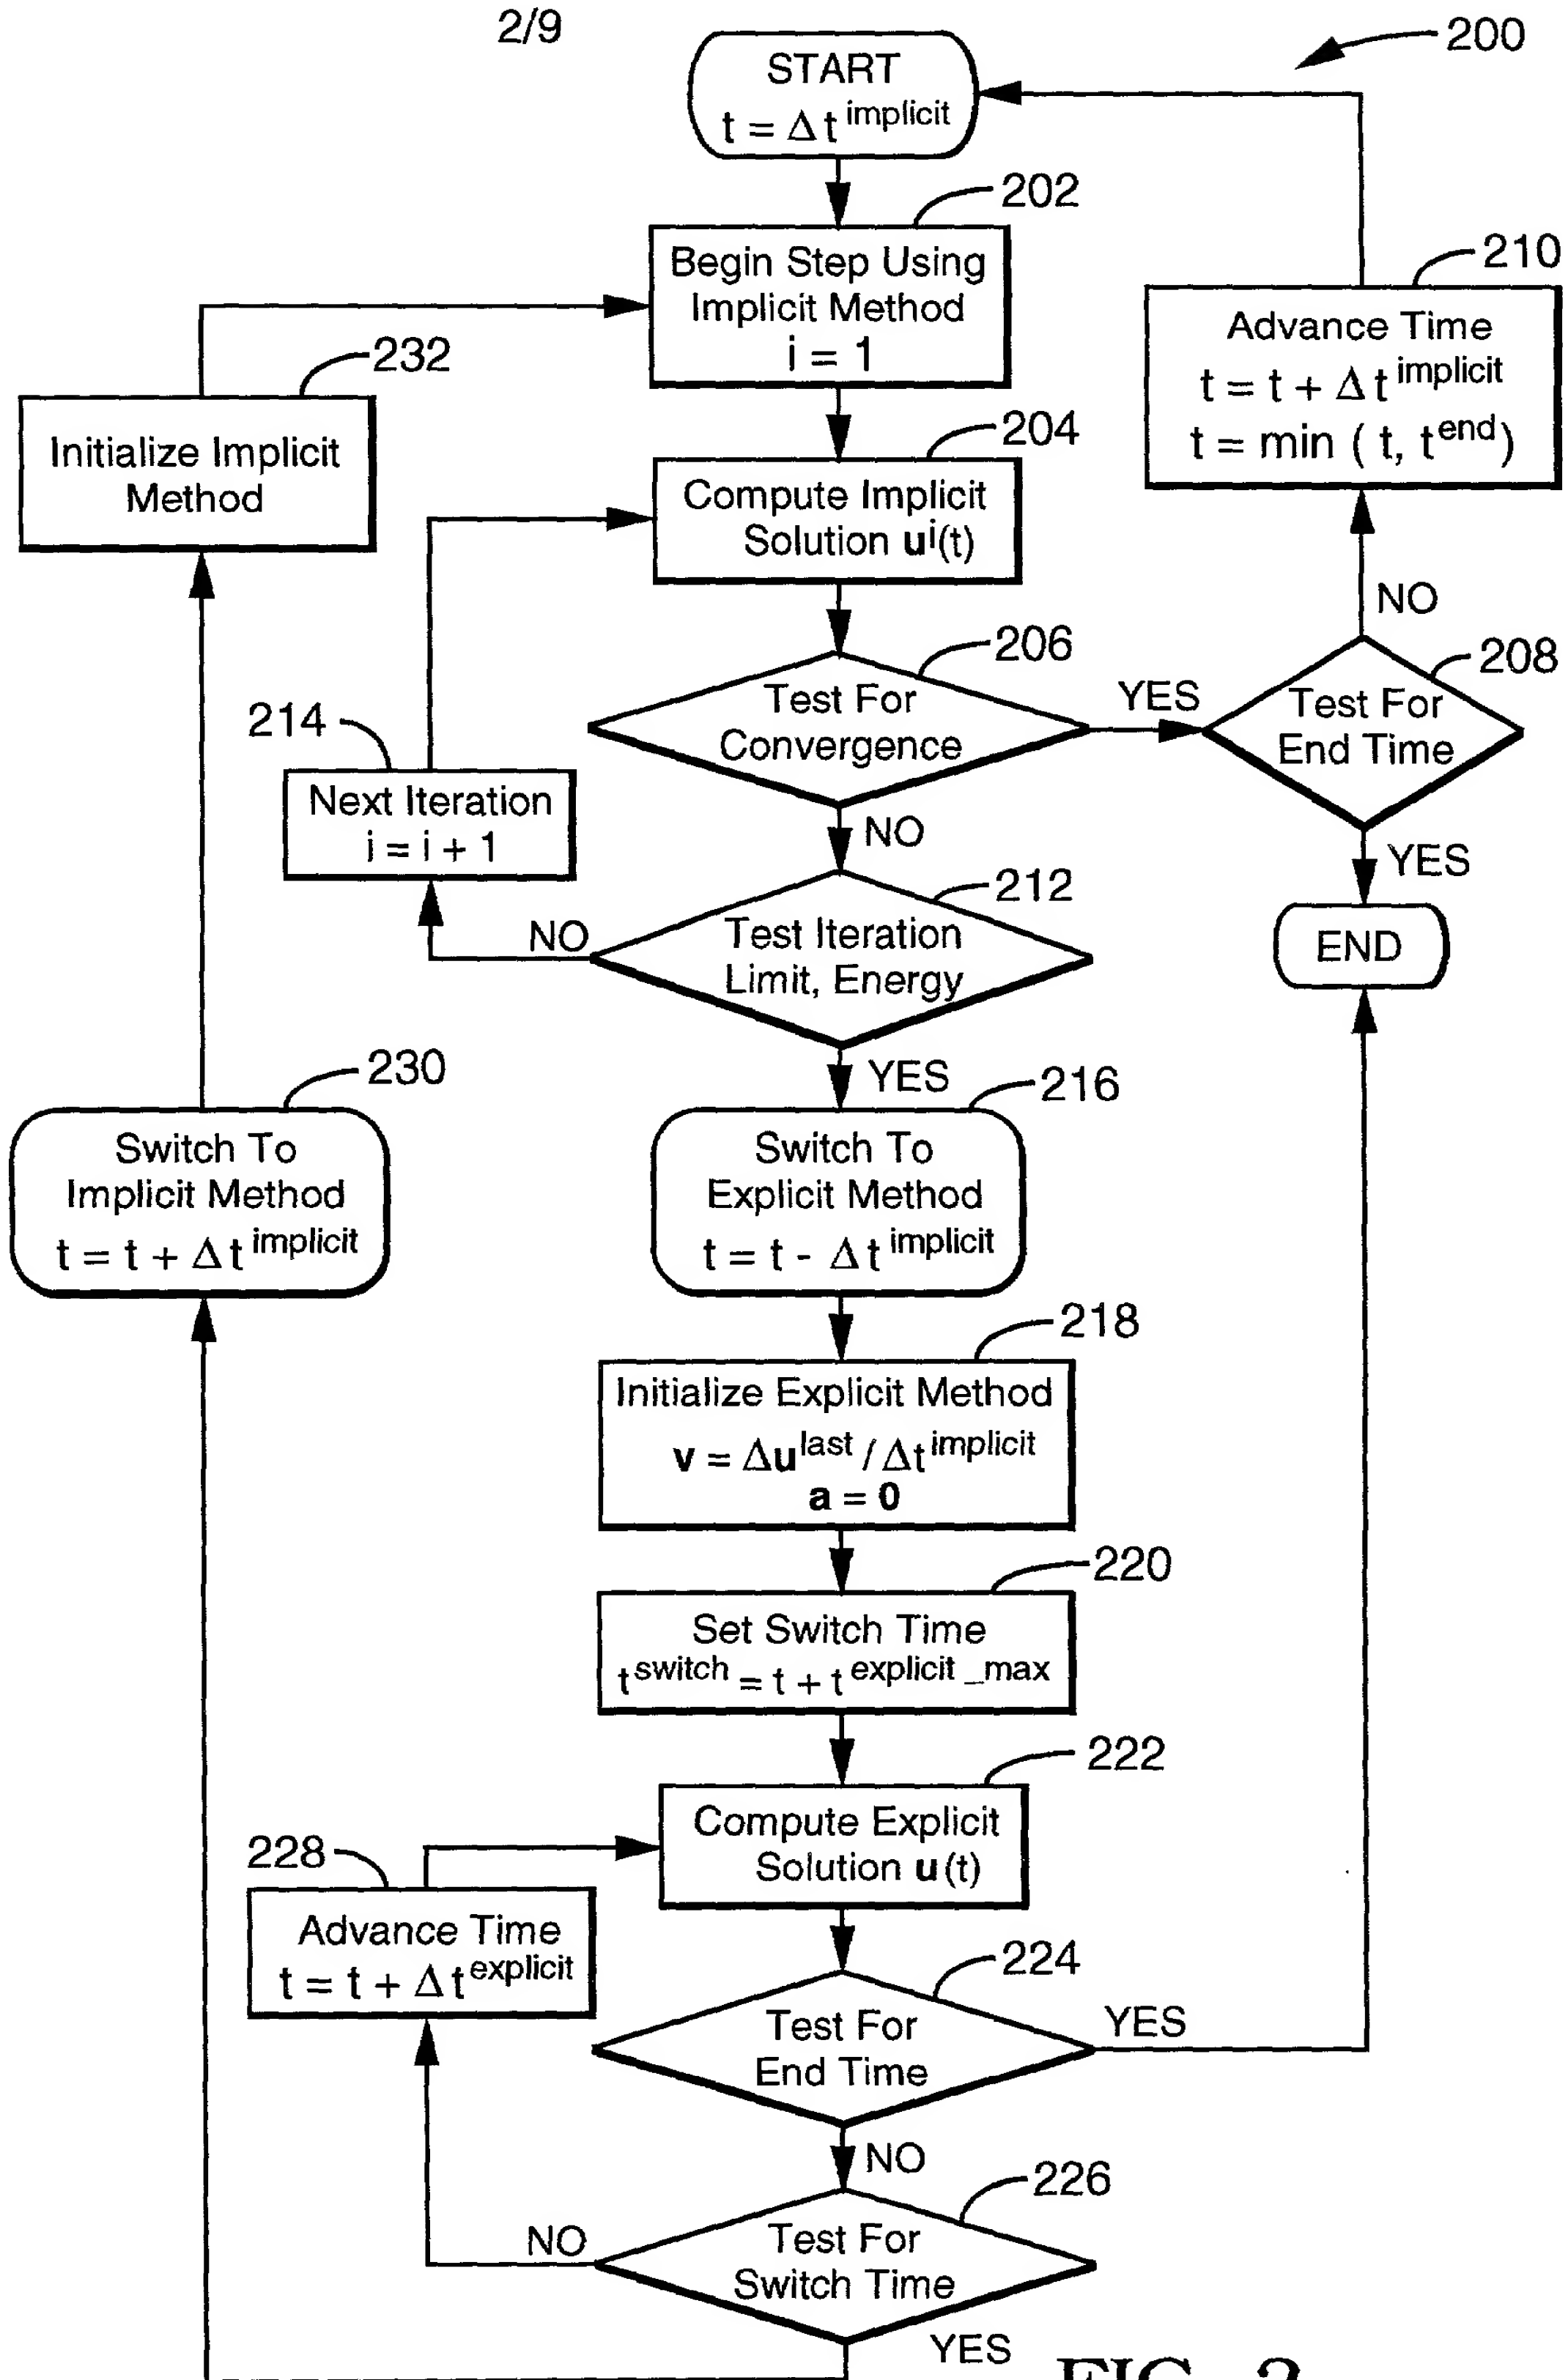 2/9
200
START
t = Δt^implicit
202
Begin Step Using
Implicit Method
i = 1
210
Advance Time
t = t + Δt^implicit
t = min ( t, t^end)
232
Initialize Implicit
Method
204
Compute Implicit
Solution u^i(t)
NO
206
Test For
Convergence
YES
208
Test For
End Time
214
Next Iteration
i = i + 1
NO
YES
212
Test Iteration
Limit, Energy
NO
END
YES
230
Switch To
Implicit Method
t = t + Δt^implicit
216
Switch To
Explicit Method
t = t - Δt^implicit
218
Initialize Explicit Method
v = Δu^last / Δt^implicit
a = 0
220
Set Switch Time
t^switch = t + t^explicit_max
222
Compute Explicit
Solution u(t)
228
Advance Time
t = t + Δt^explicit
224
Test For
End Time
YES
NO
226
Test For
Switch Time
NO
YES